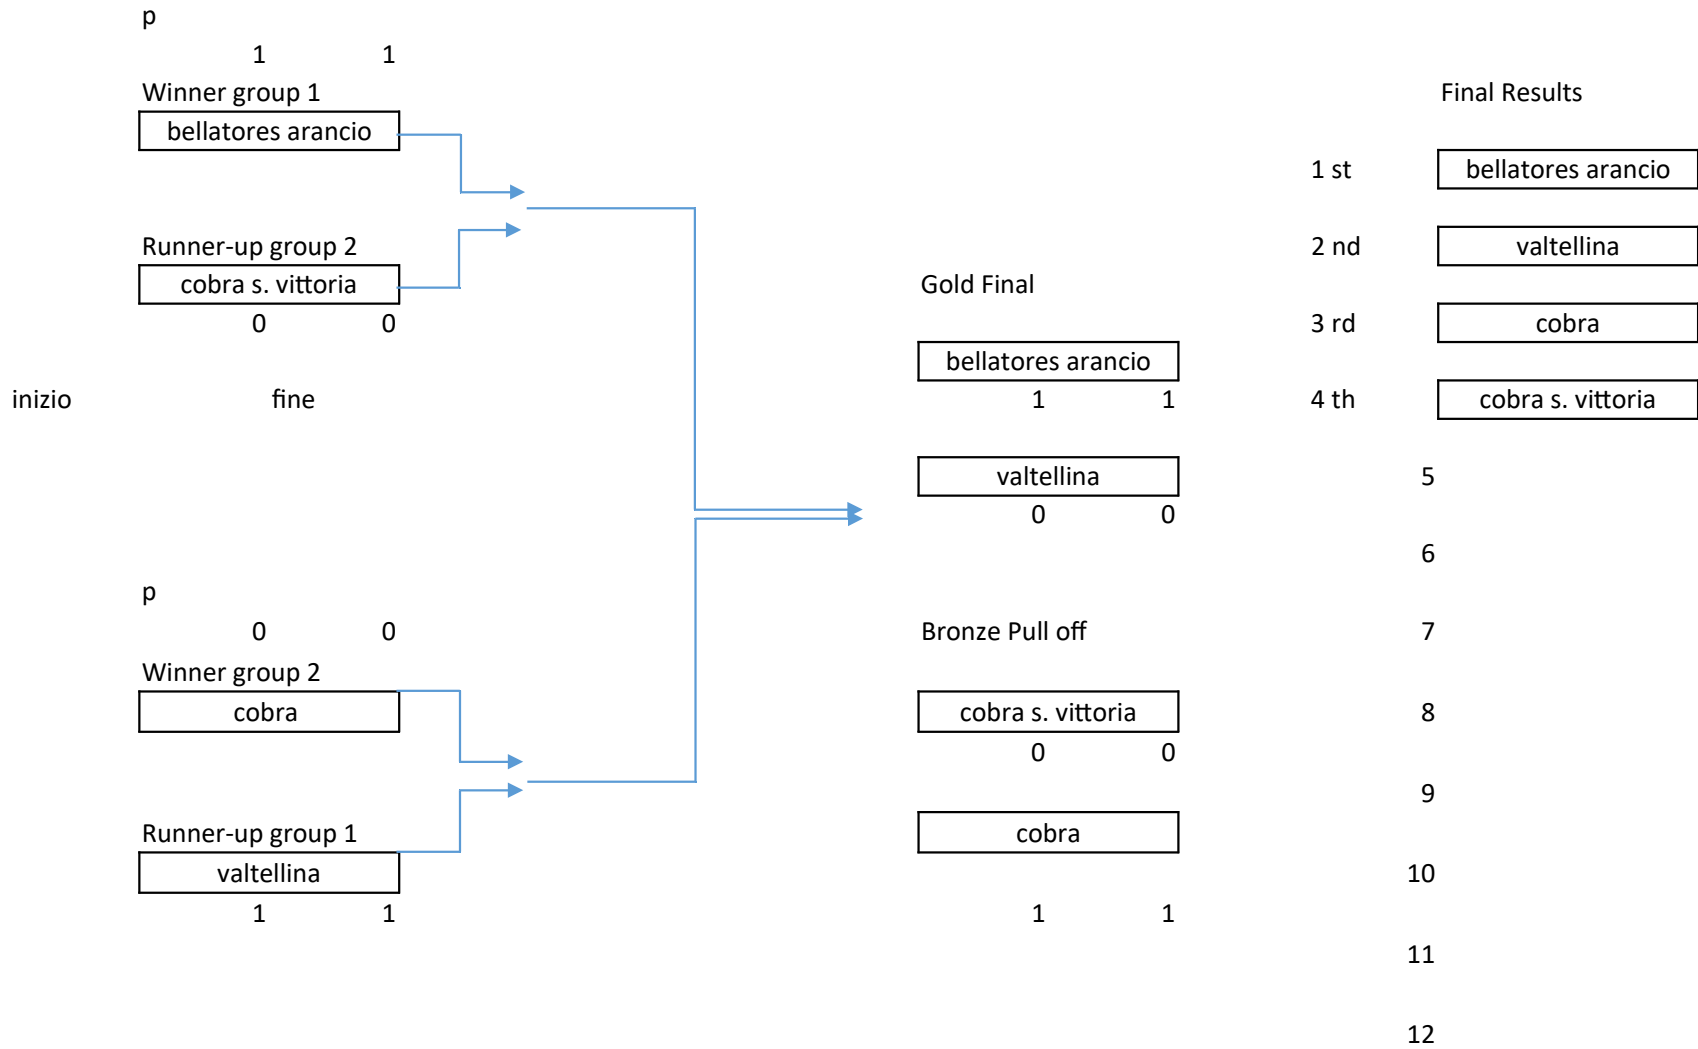 p
1 1
Winner group 1
bellatores arancio
Runner-up group 2
cobra s. vittoria
0 0
inizio fine
p
0 0
Winner group 2
cobra
Runner-up group 1
valtellina
1 1
Gold Final
bellatores arancio
1 1
valtellina
0 0
Bronze Pull off
cobra s. vittoria
0 0
cobra
1 1
Final Results
1 st bellatores arancio
2 nd valtellina
3 rd cobra
4 th cobra s. vittoria
5
6
7
8
9
10
11
12